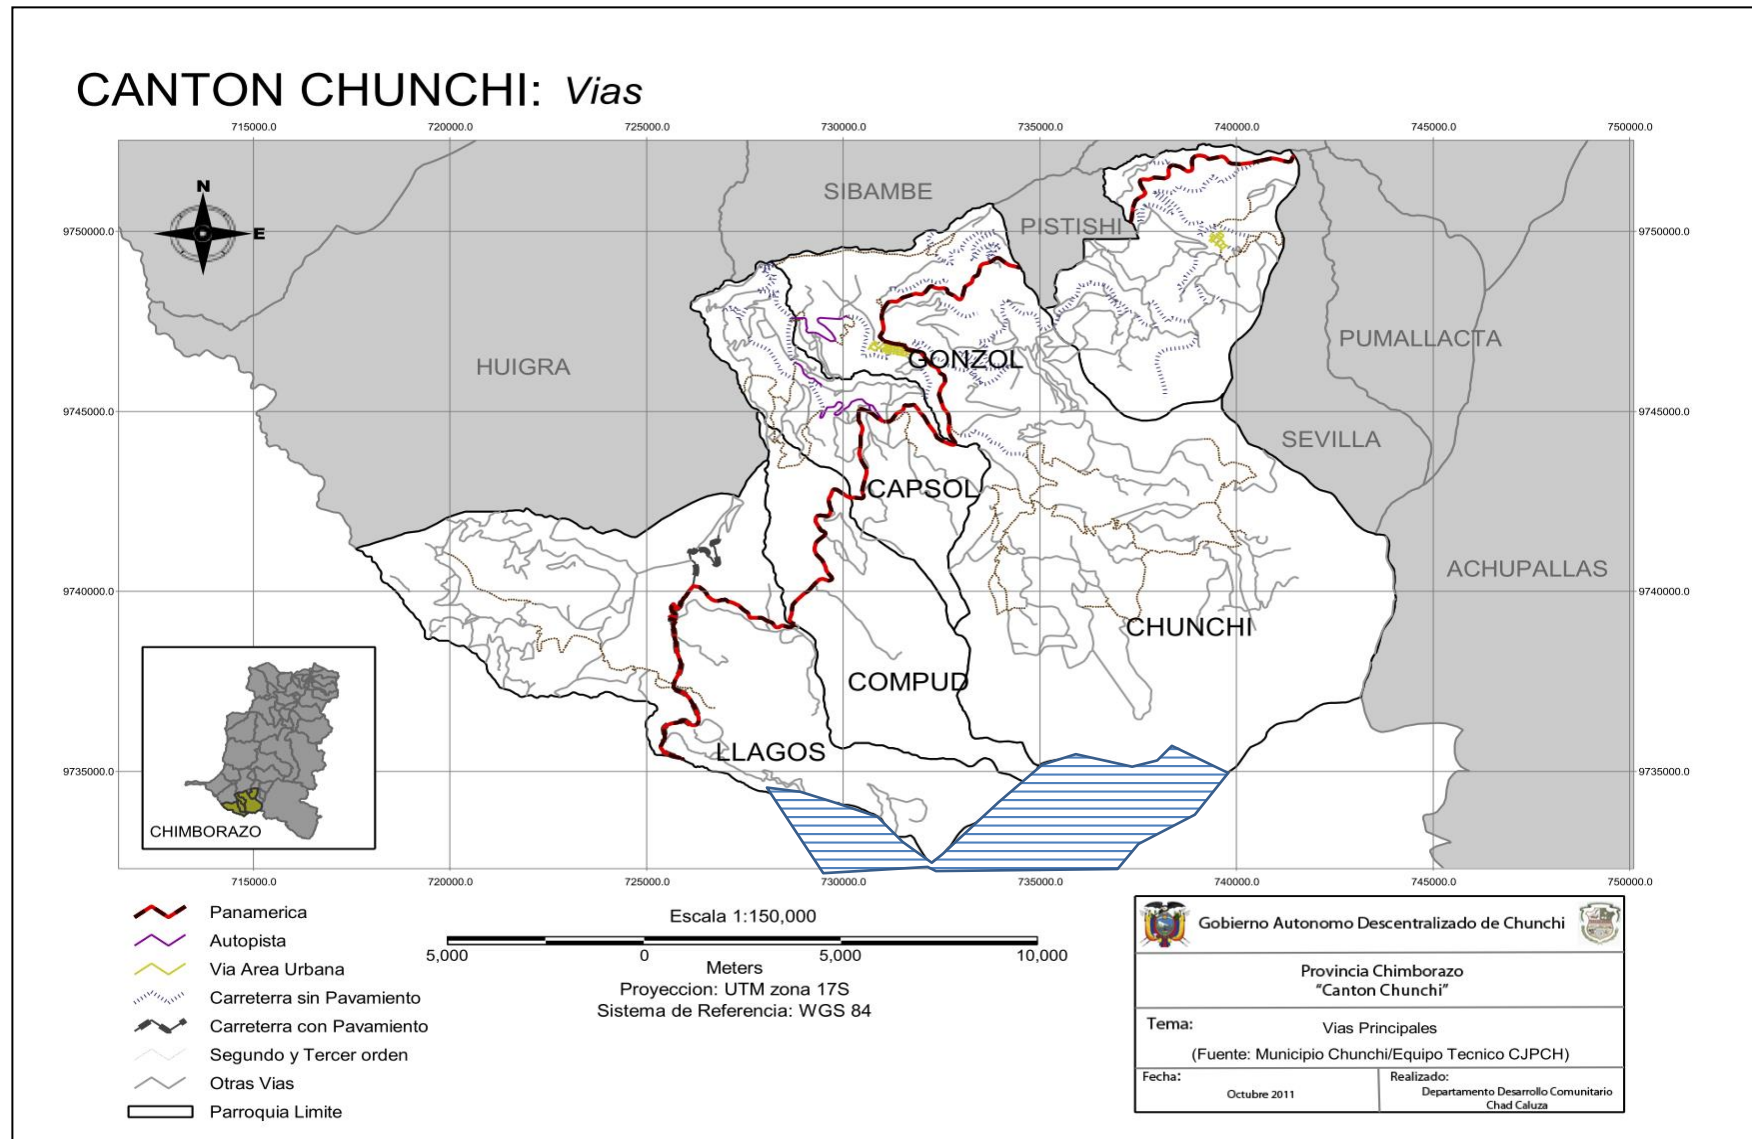 CANTON CHUNCHI: Vias
715000.0 720000.0 725000.0 730000.0 735000.0 740000.0 745000.0 750000.0
N
E
SIBAMBE
PISTISHI
9750000.0 9750000.0
HUIGRA
GONZOL
PUMALLACTA
9745000.0 9745000.0
SEVILLA
CAPSOL
ACHUPALLAS
9740000.0 9740000.0
CHUNCHI
COMPUD
LLAGOS
9735000.0 9735000.0
CHIMBORAZO
715000.0 720000.0 725000.0 730000.0 735000.0 740000.0 745000.0 750000.0
Panamerica
Autopista
Via Area Urbana
Carreterra sin Pavamiento
Carreterra con Pavamiento
Segundo y Tercer orden
Otras Vias
Parroquia Limite
Escala 1:150,000
5,000 0 5,000 10,000
Meters
Proyeccion: UTM zona 17S
Sistema de Referencia: WGS 84
Gobierno Autonomo Descentralizado de Chunchi
Provincia Chimborazo
"Canton Chunchi"
Tema: Vias Principales
(Fuente: Municipio Chunchi/Equipo Tecnico CJPCH)
Fecha:
Octubre 2011
Realizado:
Departamento Desarrollo Comunitario
Chad Caluza